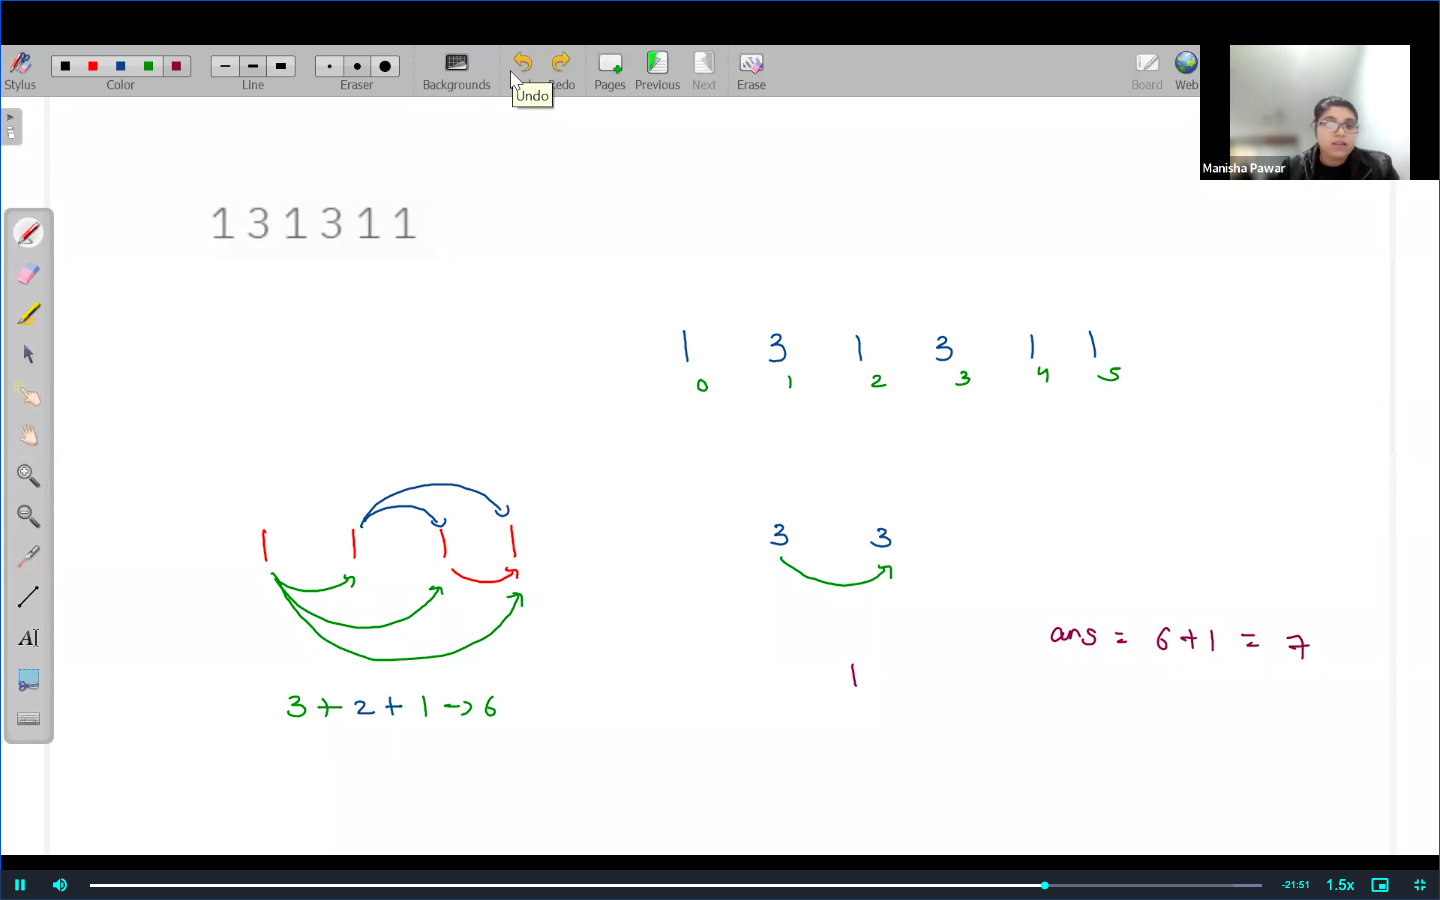 Stylus Color Line Eraser Backgrounds Redo Pages Previous Next Erase Board Web
Undo
Manisha Pawar
1 3 1 3 1 1
1 3 1 3 1 1
0 1 2 3 4 5
1 1 1 1
3 3
ans = 6 + 1 = 7
1
3 + 2 + 1 -> 6
AI
-21:51 1.5x